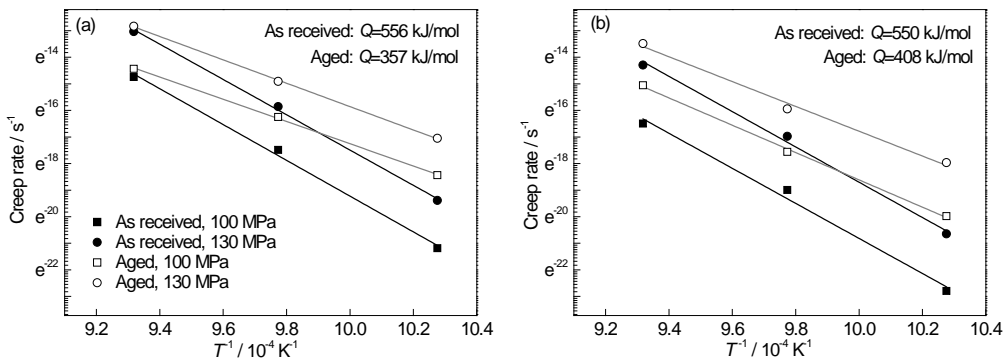 (a)
As received: Q=556 kJ/mol
Aged: Q=357 kJ/mol
Creep rate / s⁻¹
e⁻¹⁴
e⁻¹⁶
e⁻¹⁸
e⁻²⁰
e⁻²²
As received, 100 MPa
As received, 130 MPa
Aged, 100 MPa
Aged, 130 MPa
9.2 9.6 9.8 10.0 10.2 10.4
T⁻¹ / 10⁻⁴ K⁻¹
(b)
As received: Q=550 kJ/mol
Aged: Q=408 kJ/mol
Creep rate / s⁻¹
e⁻¹⁴
e⁻¹⁶
e⁻¹⁸
e⁻²⁰
e⁻²²
9.2 9.6 9.8 10.0 10.2 10.4
T⁻¹ / 10⁻⁴ K⁻¹